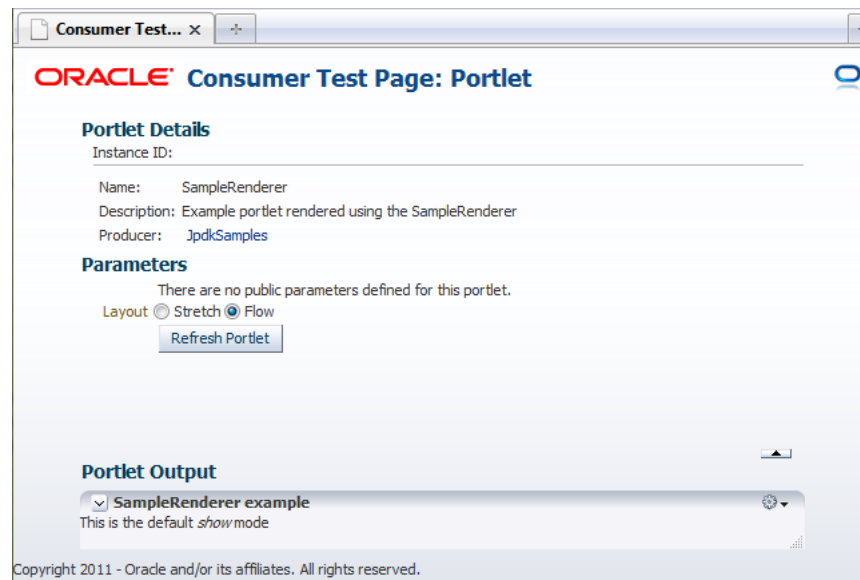 Consumer Test...
ORACLE Consumer Test Page: Portlet
Portlet Details
Instance ID:
Name: SampleRenderer
Description: Example portlet rendered using the SampleRenderer
Producer: JpdkSamples
Parameters
There are no public parameters defined for this portlet.
Layout Stretch Flow
Refresh Portlet
Portlet Output
SampleRenderer example
This is the default show mode
Copyright 2011 - Oracle and/or its affiliates. All rights reserved.